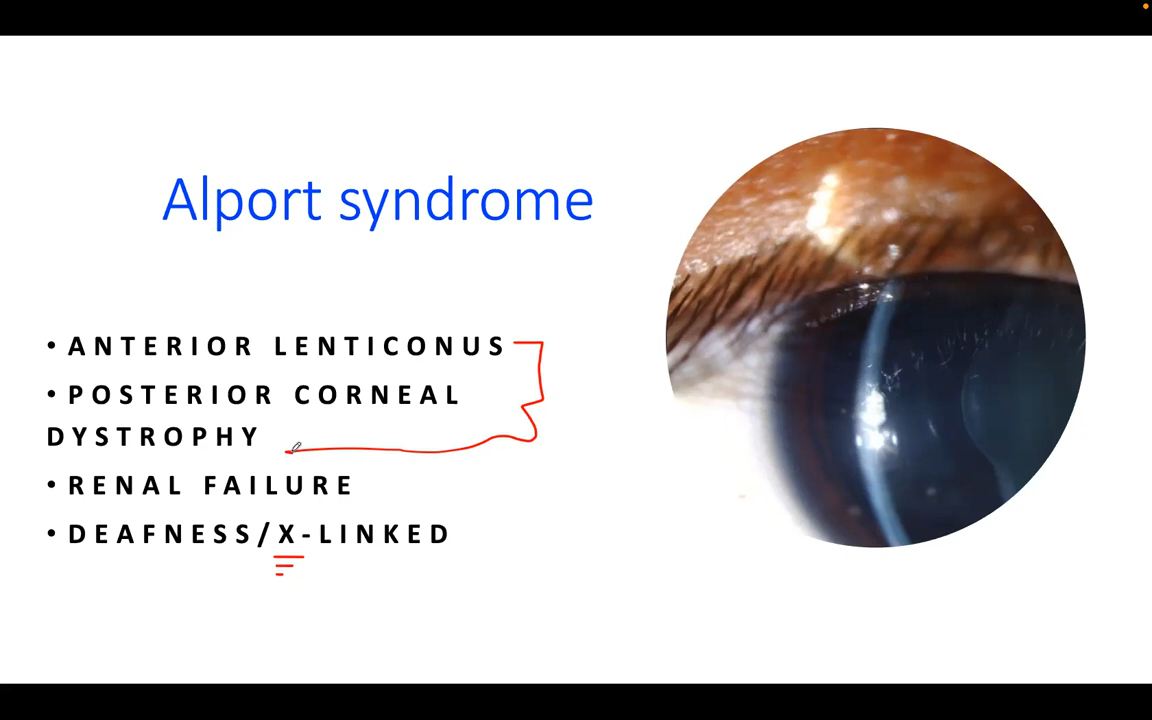 Alport syndrome
• ANTERIOR LENTICONUS
• POSTERIOR CORNEAL
DYSTROPHY
• RENAL FAILURE
• DEAFNESS/X-LINKED